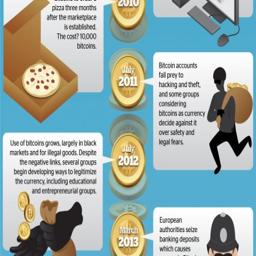 pizza three months
after the marketplace
is established.
The cost? 10,000
bitcoins.
2010
July
2011
Bitcoin accounts
fall prey to
hacking and theft,
and some groups
considering
bitcoins as currency
decide against it
over safety and
legal fears.
Use of bitcoins grows, largely in black
markets and for illegal goods. Despite
the negative links, several groups
begin developing ways to legitimize
the currency, including educational
and entrepreneurial groups.
July
2012
March
2013
European
authorities seize
banking deposits
which causes